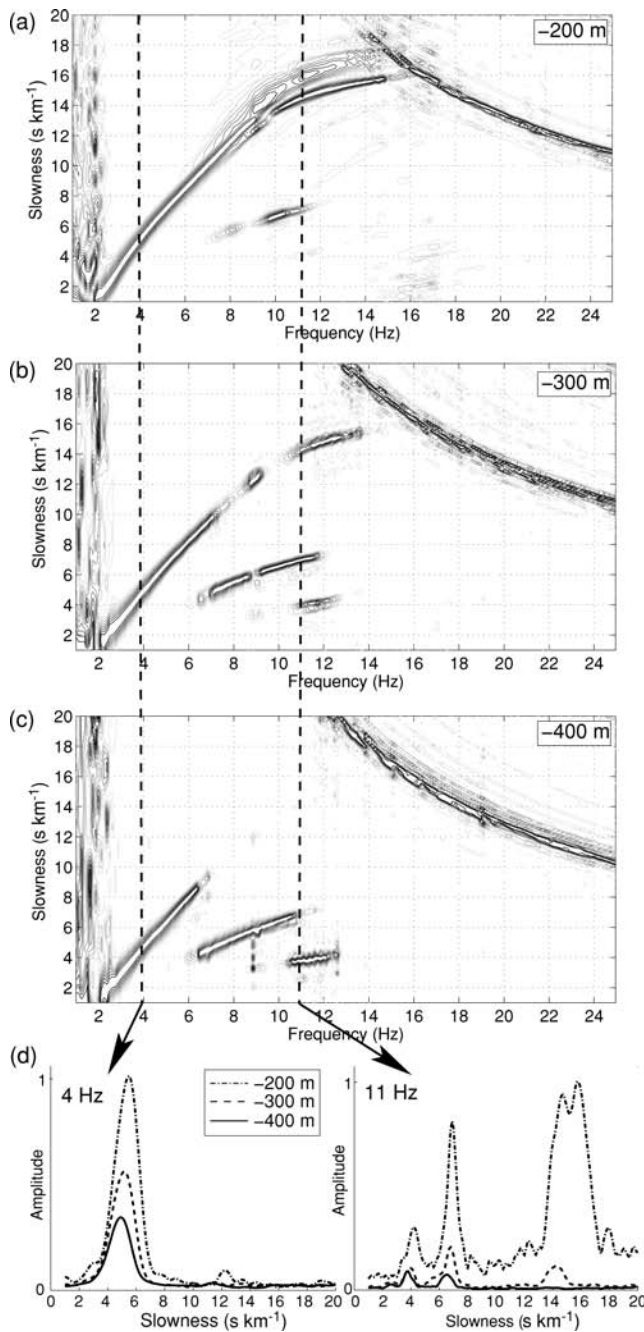 (a)
−200 m
20
18
16
14
12
10
8
6
4
2
Slowness (s km⁻¹)
2 4 6 8 10 12 14 16 18 20 22 24
Frequency (Hz)
(b)
−300 m
20
18
16
14
12
10
8
6
4
2
Slowness (s km⁻¹)
2 4 6 8 10 12 14 16 18 20 22 24
Frequency (Hz)
(c)
−400 m
20
18
16
14
12
10
8
6
4
2
Slowness (s km⁻¹)
2 4 6 8 10 12 14 16 18 20 22 24
Frequency (Hz)
(d)
1
4 Hz
−200 m
−300 m
−400 m
Amplitude
0
0 2 4 6 8 10 12 14 16 18 20
Slowness (s km⁻¹)
1
11 Hz
Amplitude
0
0 2 4 6 8 10 12 14 16 18 20
Slowness (s km⁻¹)